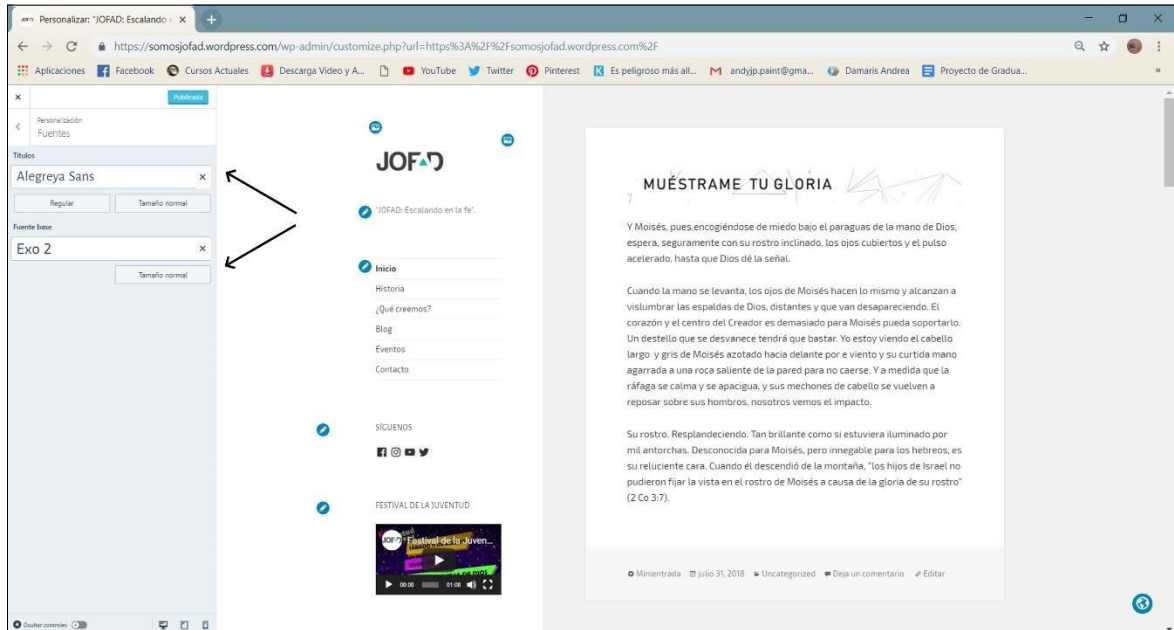 Personalizar: "JOFAD: Escalando e
https://somosjofad.wordpress.com/wp-admin/customize.php?url=https%3A%2F%2Fsomosjofad.wordpress.com%2F
Aplicaciones Facebook Cursos Actuales Descarga Video y A... YouTube Twitter Pinterest Es peligroso más all... andyjp.paint@gma... Damaris Andrea Proyecto de Gradua...
Publicada
Personalización
Fuentes
Títulos
Alegreya Sans
Regular Tamaño normal
Fuente base
Exo 2
Tamaño normal
Ocultar controles
JOFAD
"JOFAD: Escalando en la fe".
Inicio
Historia
¿Qué creemos?
Blog
Eventos
Contacto
SÍGUENOS
FESTIVAL DE LA JUVENTUD
JOFAD Festival de la Juven...
00:00 01:08
MUÉSTRAME TU GLORIA
Y Moisés, pues,encogiéndose de miedo bajo el paraguas de la mano de Dios,
espera, seguramente con su rostro inclinado, los ojos cubiertos y el pulso
acelerado, hasta que Dios dé la señal.
Cuando la mano se levanta, los ojos de Moisés hacen lo mismo y alcanzan a
vislumbrar las espaldas de Dios, distantes y que van desapareciendo. El
corazón y el centro del Creador es demasiado para Moisés pueda soportarlo.
Un destello que se desvanece tendrá que bastar. Yo estoy viendo el cabello
largo y gris de Moisés azotado hacia delante por e viento y su curtida mano
agarrada a una roca saliente de la pared para no caerse. Y a medida que la
ráfaga se calma y se apacigua, y sus mechones de cabello se vuelven a
reposar sobre sus hombros, nosotros vemos el impacto.
Su rostro. Resplandeciendo. Tan brillante como si estuviera iluminado por
mil antorchas. Desconocida para Moisés, pero innegable para los hebreos, es
su reluciente cara. Cuando él descendió de la montaña, "los hijos de Israel no
pudieron fijar la vista en el rostro de Moisés a causa de la gloria de su rostro"
(2 Co 3:7).
Minientrada julio 31, 2018 Uncategorized Deja un comentario Editar